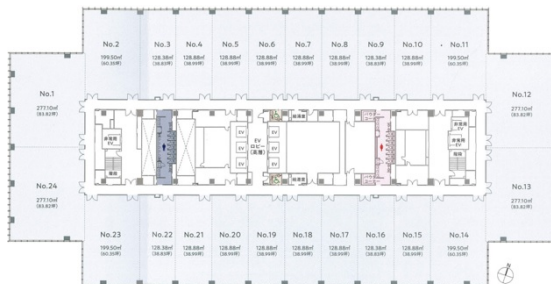 No.2
199.50㎡
(60.35坪)
No.3
128.38㎡
(38.83坪)
No.4
128.88㎡
(38.99坪)
No.5
128.88㎡
(38.99坪)
No.6
128.88㎡
(38.99坪)
No.7
128.88㎡
(38.99坪)
No.8
128.88㎡
(38.99坪)
No.9
128.38㎡
(38.83坪)
No.10
128.88㎡
(38.99坪)
No.11
199.50㎡
(60.35坪)
No.1
277.10㎡
(83.82坪)
No.12
277.10㎡
(83.82坪)
給湯室
非常用
EV
階段
EV
EV
EV
EV
ロビー
(高層)
EV
EV
EV
非常用
EV
階段
給湯室
No.24
277.10㎡
(83.82坪)
No.13
277.10㎡
(83.82坪)
No.23
199.50㎡
(60.35坪)
No.22
128.38㎡
(38.83坪)
No.21
128.88㎡
(38.99坪)
No.20
128.88㎡
(38.99坪)
No.19
128.88㎡
(38.99坪)
No.18
128.88㎡
(38.99坪)
No.17
128.88㎡
(38.99坪)
No.16
128.38㎡
(38.83坪)
No.15
128.88㎡
(38.99坪)
No.14
199.50㎡
(60.35坪)
N